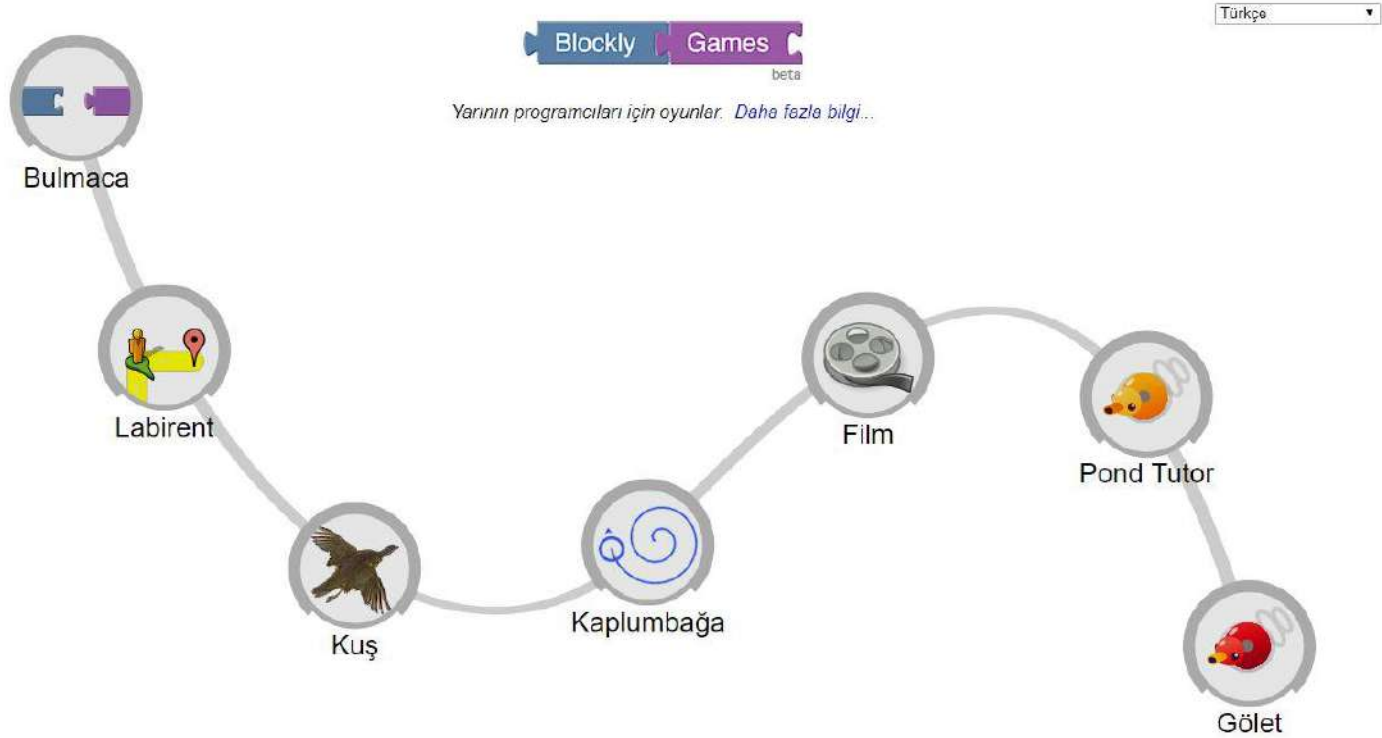 Türkçe
Blockly Games
beta
Yarının programcıları için oyunlar. Daha fazla bilgi...
Bulmaca
Labirent
Kuş
Kaplumbağa
Film
Pond Tutor
Gölet